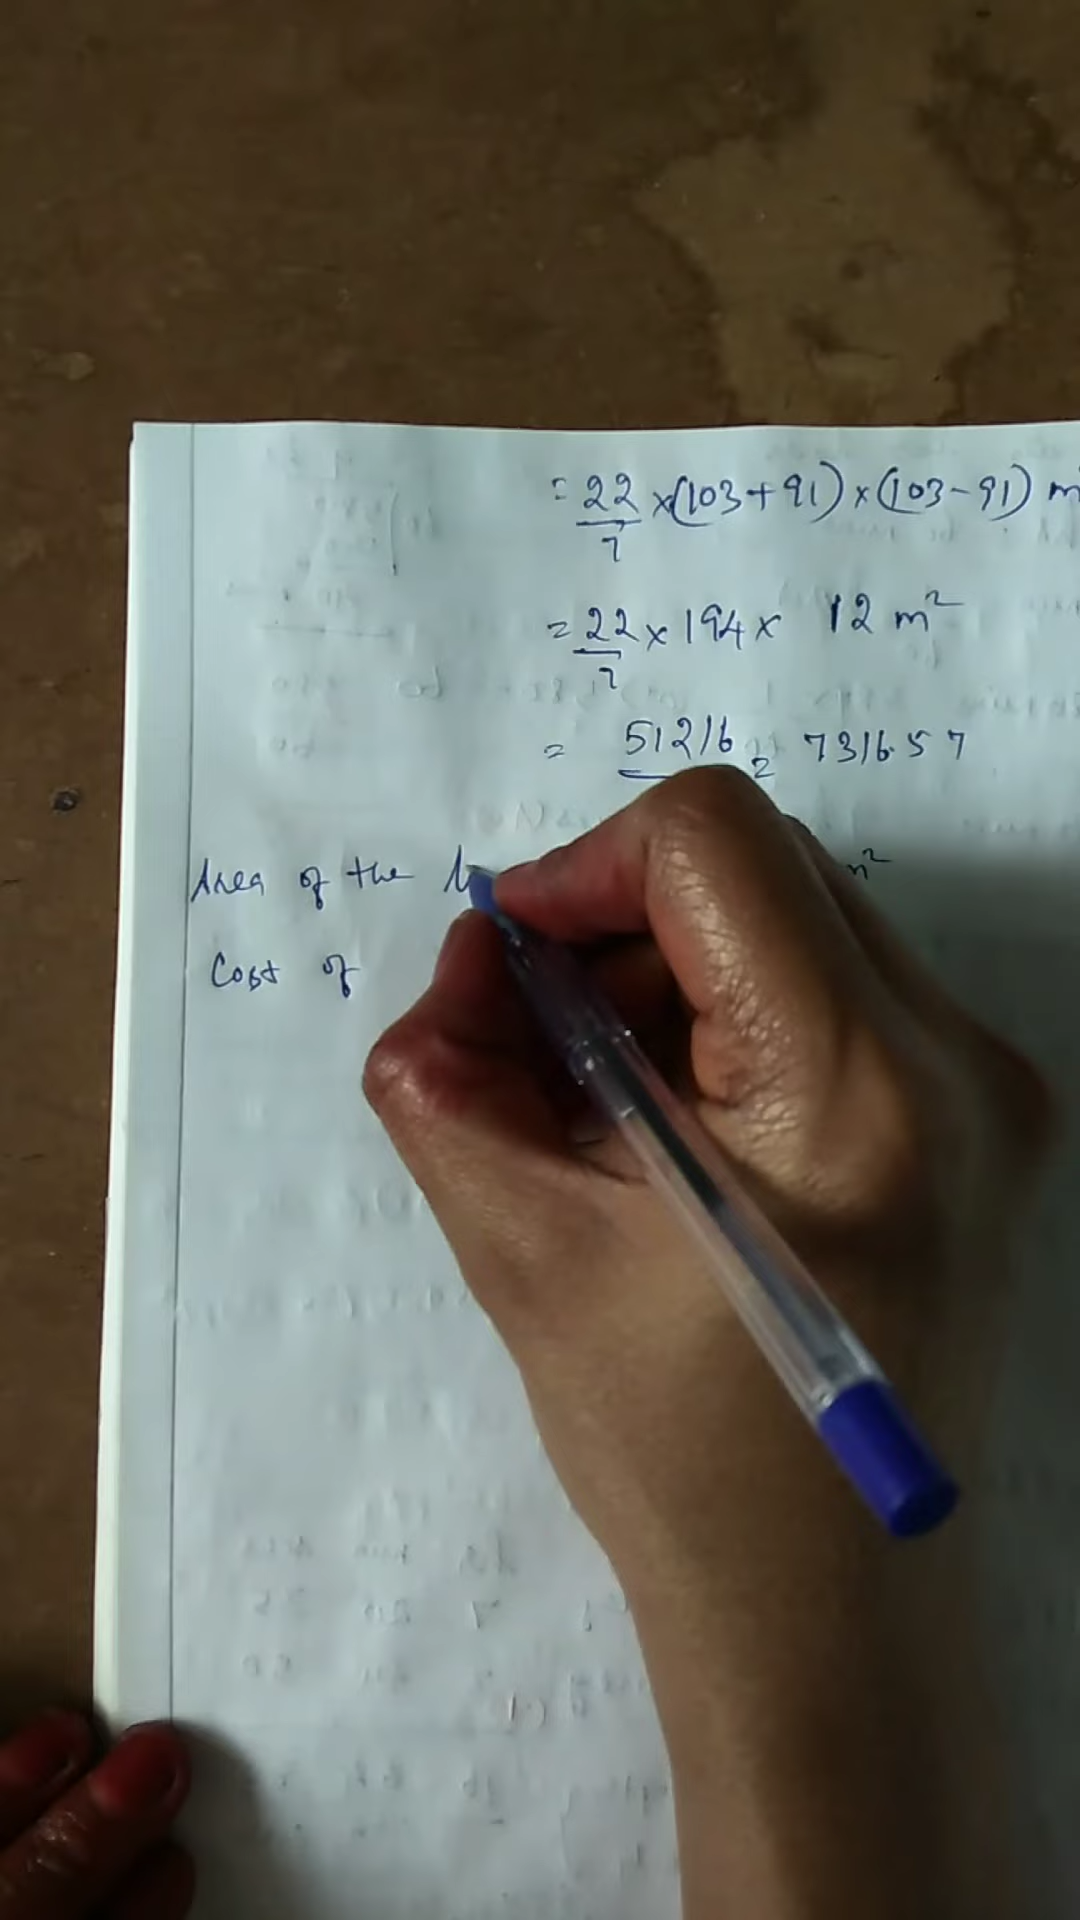 = 22/7 x (103+91) x (103-91) m
= 22/7 x 194 x 12 m²
= 51216 = 7316.57
Area of the m²
Cost of